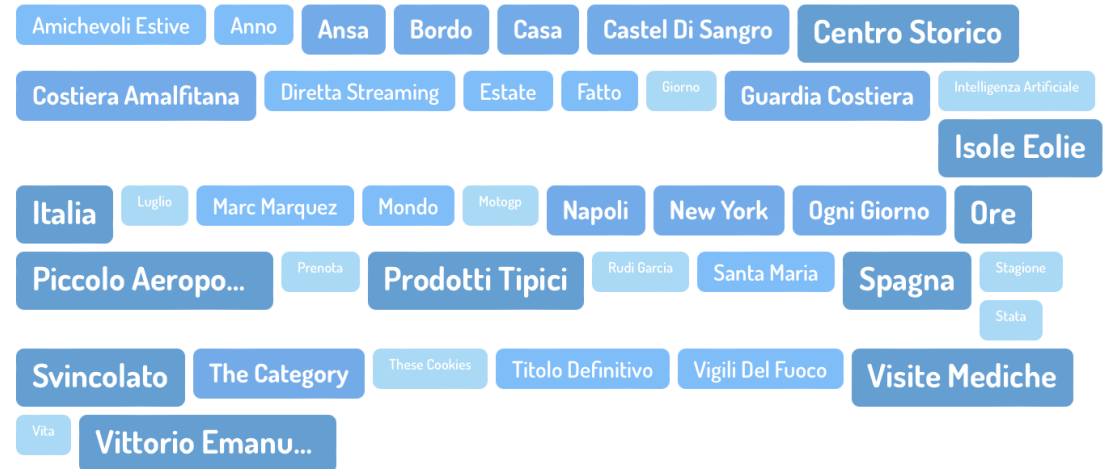 Amichevoli Estive Anno Ansa Bordo Casa Castel Di Sangro Centro Storico
Costiera Amalfitana Diretta Streaming Estate Fatto Giorno Guardia Costiera Intelligenza Artificiale
Isole Eolie
Italia Luglio Marc Marquez Mondo Motogp Napoli New York Ogni Giorno Ore
Piccolo Aeropo... Prenota Prodotti Tipici Rudi Garcia Santa Maria Spagna Stagione
Stata
Svincolato The Category These Cookies Titolo Definitivo Vigili Del Fuoco Visite Mediche
Vita Vittorio Emanu...